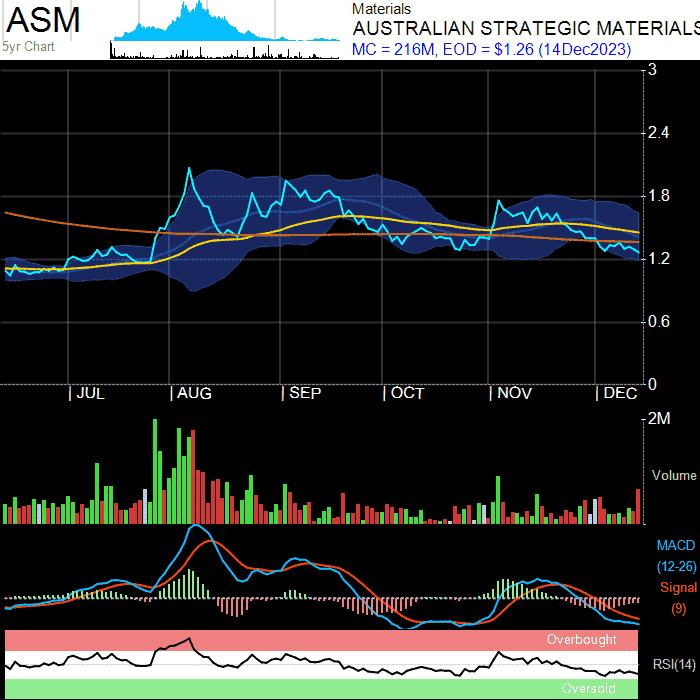 ASM
5yr Chart
Materials
AUSTRALIAN STRATEGIC MATERIALS
MC = 216M, EOD = $1.26 (14Dec2023)
3
2.4
1.8
1.2
0.6
0
JUL AUG SEP OCT NOV DEC
2M
Volume
MACD
(12-26)
Signal
(9)
Overbought
RSI(14)
Oversold